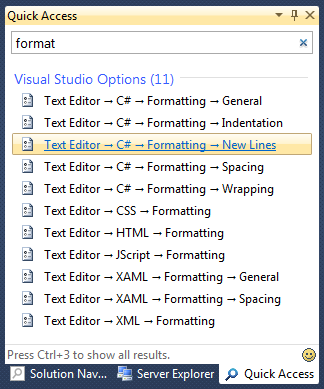 Quick Access
format
Visual Studio Options (11)
Text Editor → C# → Formatting → General
Text Editor → C# → Formatting → Indentation
Text Editor → C# → Formatting → New Lines
Text Editor → C# → Formatting → Spacing
Text Editor → C# → Formatting → Wrapping
Text Editor → CSS → Formatting
Text Editor → HTML → Formatting
Text Editor → JScript → Formatting
Text Editor → XAML → Formatting → General
Text Editor → XAML → Formatting → Spacing
Text Editor → XML → Formatting
Press Ctrl+3 to show all results.
Solution Nav... Server Explorer Quick Access